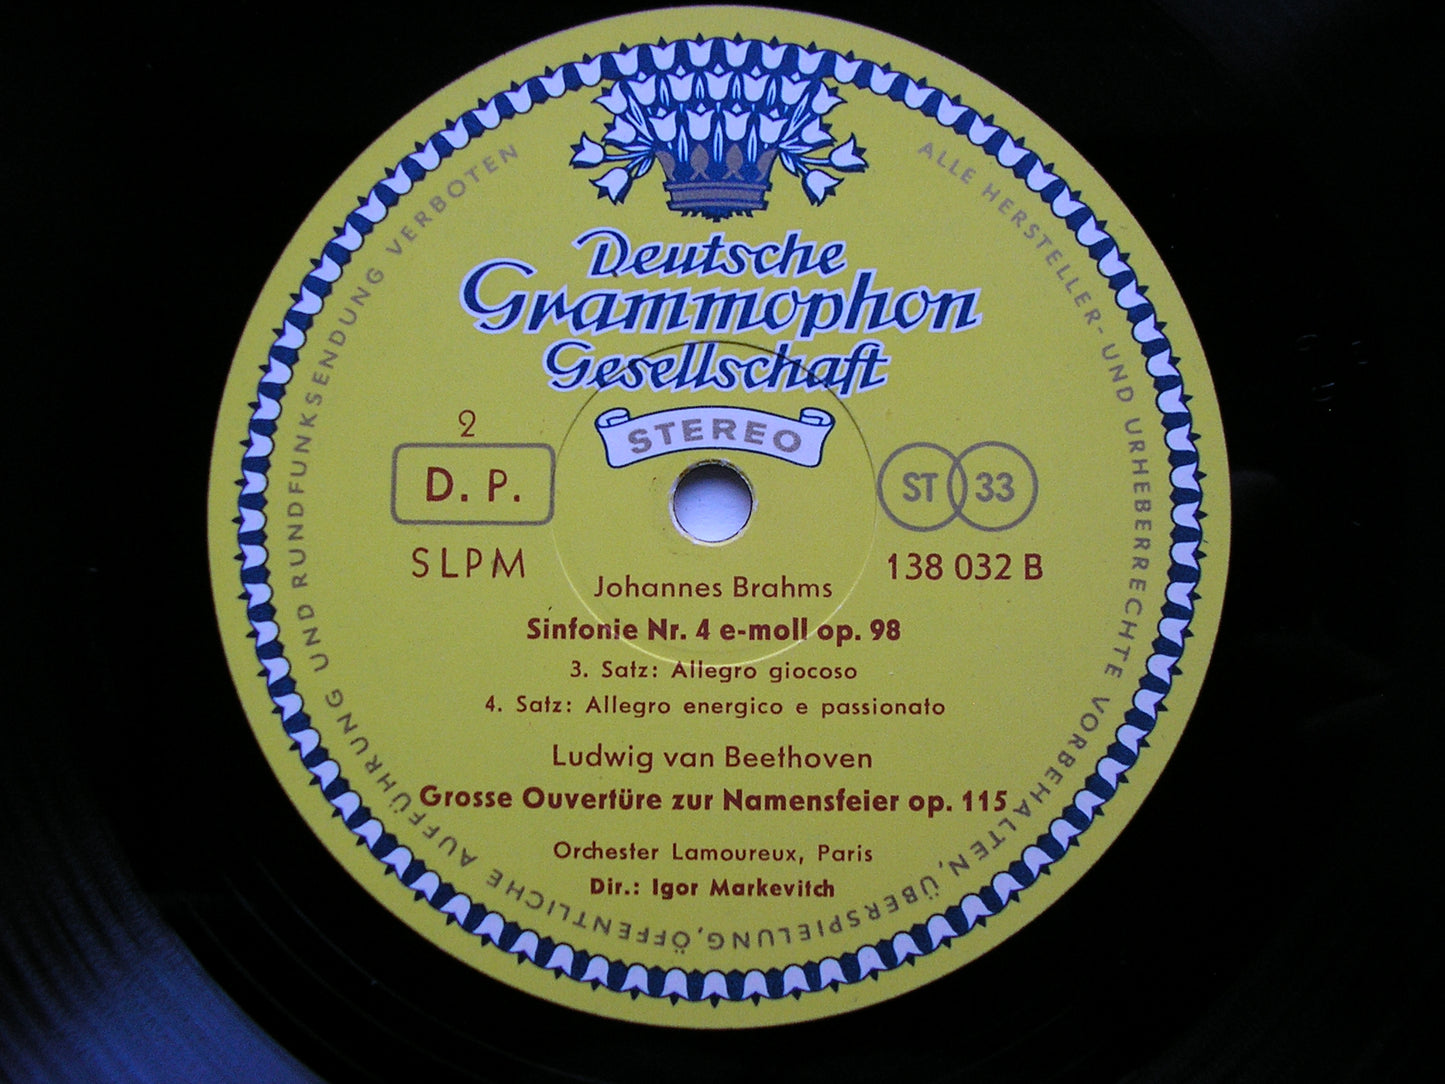 Deutsche
Grammophon
Gesellschaft
STEREO
2
D. P.
ST 33
SLPM
138 032 B
Johannes Brahms
Sinfonie Nr. 4 e-moll op. 98
3. Satz: Allegro giocoso
4. Satz: Allegro energico e passionato
Ludwig van Beethoven
Grosse Ouvertüre zur Namensfeier op. 115
Orchester Lamoureux, Paris
Dir.: Igor Markevitch
ALLE HERSTELLER- UND URHEBERRECHTE VORBEHALTEN, ÜBERSPIELUNG, ÖFFENTLICHE AUFFÜHRUNG UND RUNDFUNKSENDUNG VERBOTEN